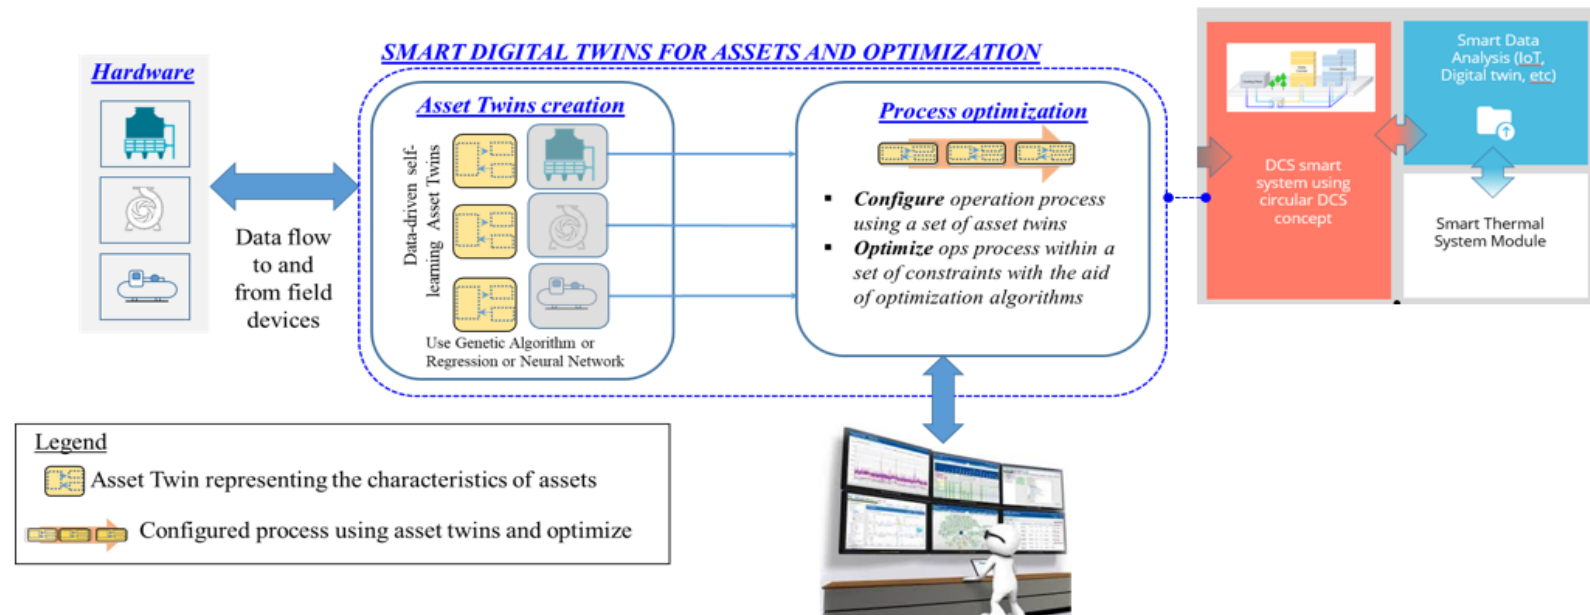 SMART DIGITAL TWINS FOR ASSETS AND OPTIMIZATION
Hardware
Data flow
to and
from field
devices
Asset Twins creation
Data-driven self-
learning Asset Twins
Use Genetic Algorithm or
Regression or Neural Network
Process optimization
▪ Configure operation process
using a set of asset twins
▪ Optimize ops process within a
set of constraints with the aid
of optimization algorithms
DCS smart
system using
circular DCS
concept
Smart Data
Analysis (IoT,
Digital twin, etc)
Smart Thermal
System Module
Legend
Asset Twin representing the characteristics of assets
Configured process using asset twins and optimize